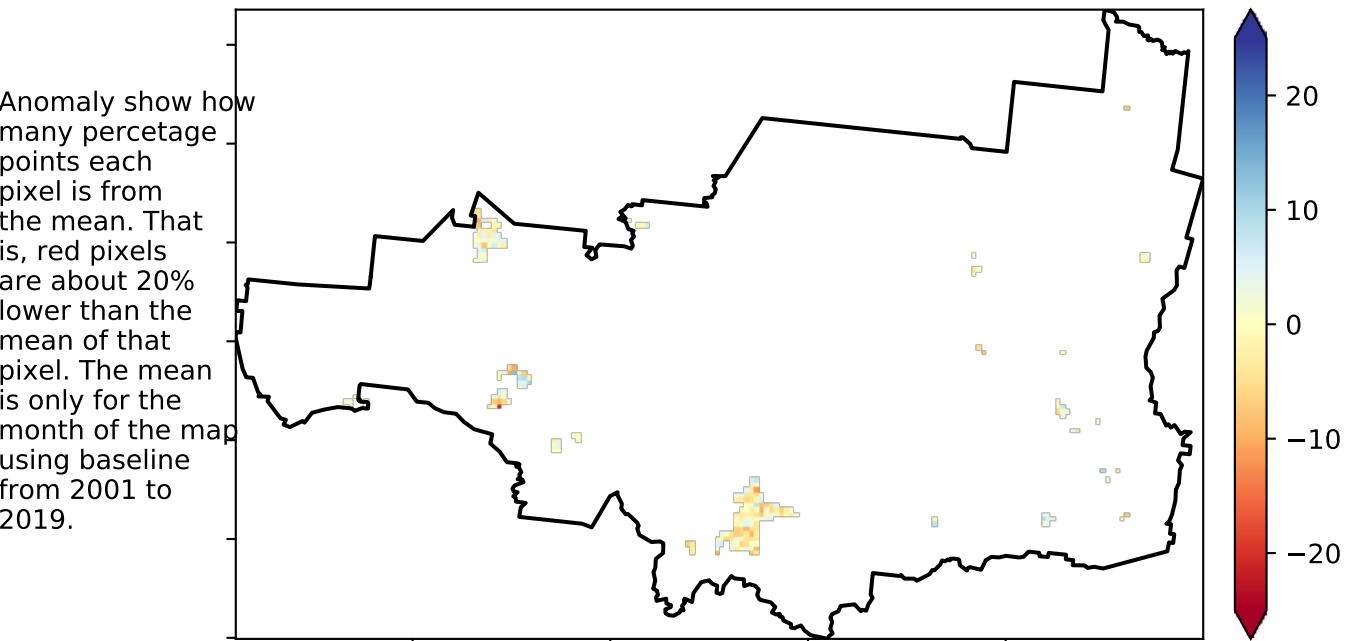 Anomaly show how
many percetage
points each
pixel is from
the mean. That
is, red pixels
are about 20%
lower than the
mean of that
pixel. The mean
is only for the
month of the map
using baseline
from 2001 to
2019.
20
10
0
−10
−20